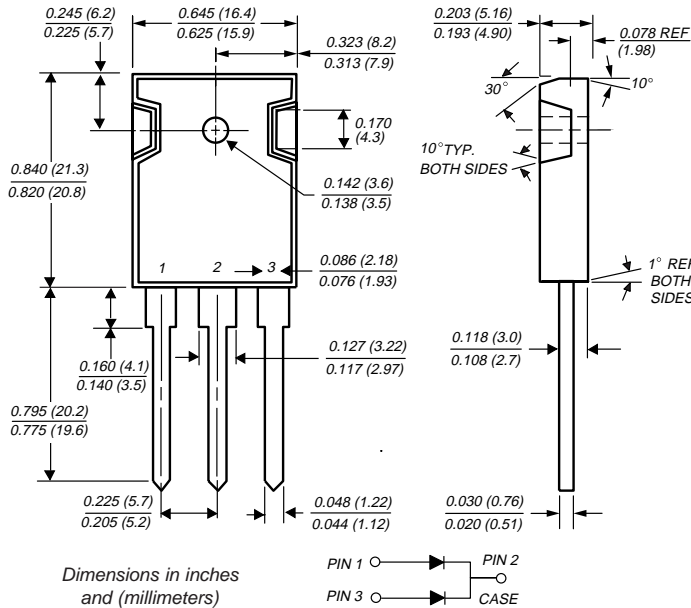 0.245 (6.2)
0.225 (5.7)
0.645 (16.4)
0.625 (15.9)
0.323 (8.2)
0.313 (7.9)
0.203 (5.16)
0.193 (4.90)
0.078 REF
(1.98)
30°
10°
0.170
(4.3)
10° TYP.
BOTH SIDES
0.840 (21.3)
0.820 (20.8)
0.142 (3.6)
0.138 (3.5)
1 2 3
0.086 (2.18)
0.076 (1.93)
1° REF
BOTH
SIDES
0.160 (4.1)
0.140 (3.5)
0.127 (3.22)
0.117 (2.97)
0.118 (3.0)
0.108 (2.7)
0.795 (20.2)
0.775 (19.6)
0.225 (5.7)
0.205 (5.2)
0.048 (1.22)
0.044 (1.12)
0.030 (0.76)
0.020 (0.51)
Dimensions in inches
and (millimeters)
PIN 1
PIN 2
PIN 3
CASE